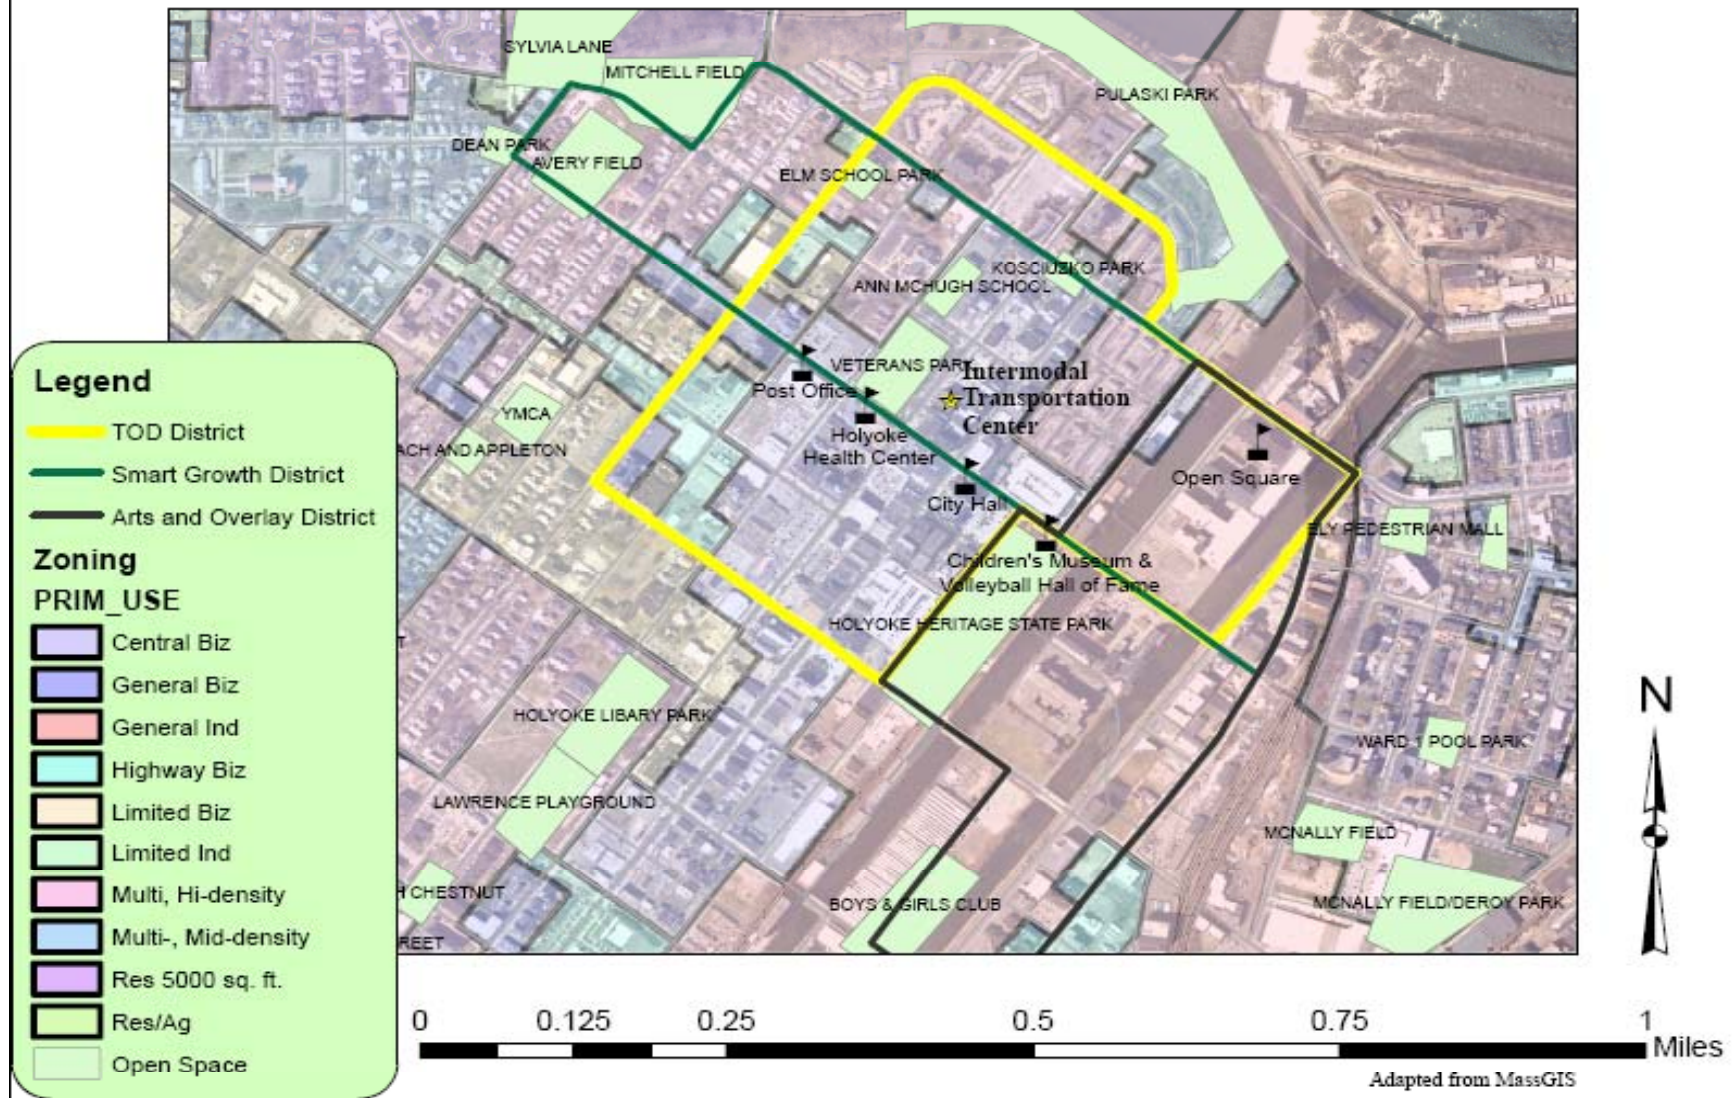 SYLVIA LANE
MITCHELL FIELD
PULASKI PARK
DEAN PARK
AVERY FIELD
ELM SCHOOL PARK
KOSCIUZKO PARK
ANN MCHUGH SCHOOL
VETERANS PARK
Post Office
Intermodal
Transportation
Center
Holyoke
Health Center
City Hall
Open Square
YMCA
ACH AND APPLETON
ELY PEDESTRIAN MALL
Children's Museum &
Volleyball Hall of Fame
HOLYOKE HERITAGE STATE PARK
T
HOLYOKE LIBARY PARK
WARD 1 POOL PARK
LAWRENCE PLAYGROUND
MCNALLY FIELD
H CHESTNUT
BOYS & GIRLS CLUB
MCNALLY FIELD/DEROY PARK
REET
Legend
TOD District
Smart Growth District
Arts and Overlay District
Zoning
PRIM_USE
Central Biz
General Biz
General Ind
Highway Biz
Limited Biz
Limited Ind
Multi, Hi-density
Multi-, Mid-density
Res 5000 sq. ft.
Res/Ag
Open Space
N
0 0.125 0.25 0.5 0.75 1
Miles
Adapted from MassGIS